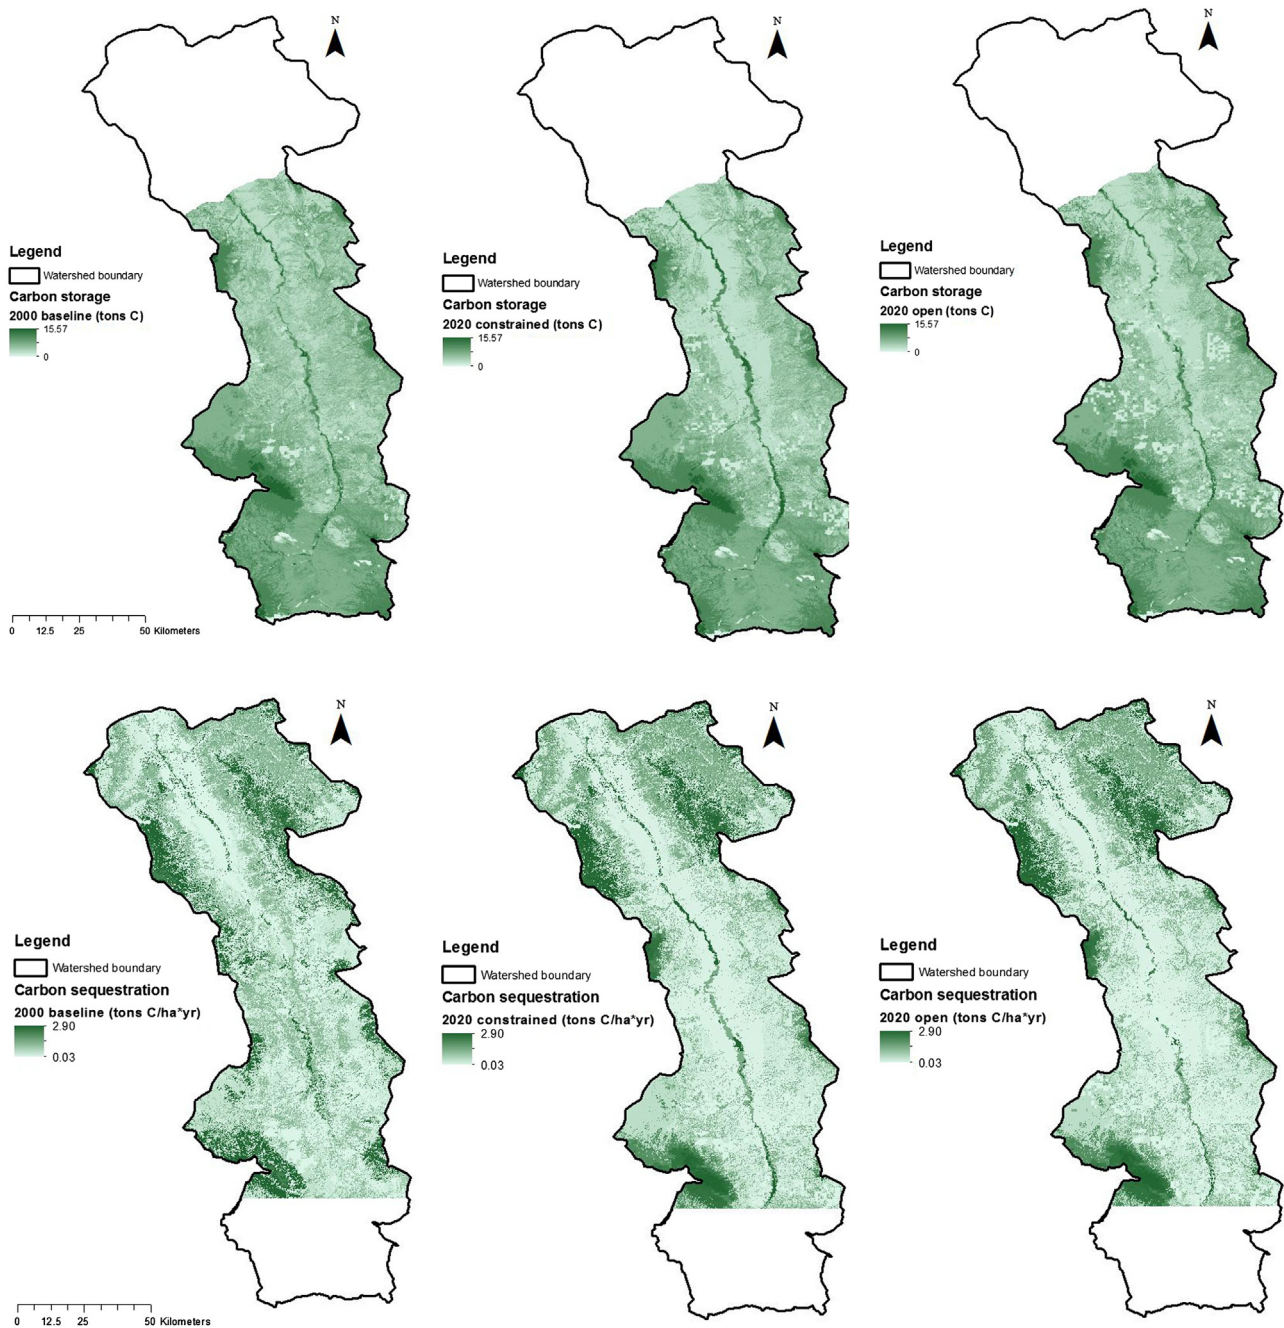 N
Legend
Watershed boundary
Carbon storage
2000 baseline (tons C)
15.57
0
0 12.5 25 50 Kilometers
N
Legend
Watershed boundary
Carbon storage
2020 constrained (tons C)
15.57
0
N
Legend
Watershed boundary
Carbon storage
2020 open (tons C)
15.57
0
N
Legend
Watershed boundary
Carbon sequestration
2000 baseline (tons C/ha*yr)
2.90
0.03
0 12.5 25 50 Kilometers
N
Legend
Watershed boundary
Carbon sequestration
2020 constrained (tons C/ha*yr)
2.90
0.03
N
Legend
Watershed boundary
Carbon sequestration
2020 open (tons C/ha*yr)
2.90
0.03